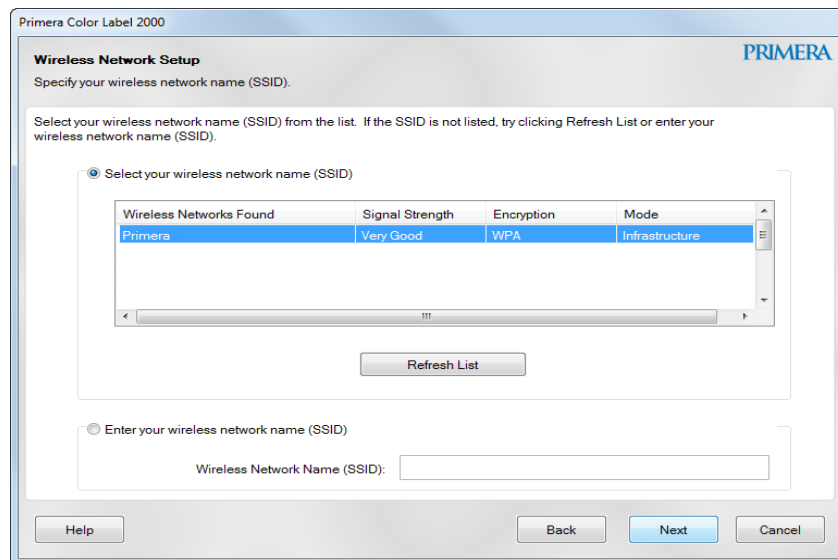 Primera Color Label 2000
PRIMERA
Wireless Network Setup
Specify your wireless network name (SSID).
Select your wireless network name (SSID) from the list.  If the SSID is not listed, try clicking Refresh List or enter your
wireless network name (SSID).
Select your wireless network name (SSID)
Wireless Networks Found Signal Strength Encryption Mode
Primera Very Good WPA Infrastructure
Refresh List
Enter your wireless network name (SSID)
Wireless Network Name (SSID):
Help Back Next Cancel